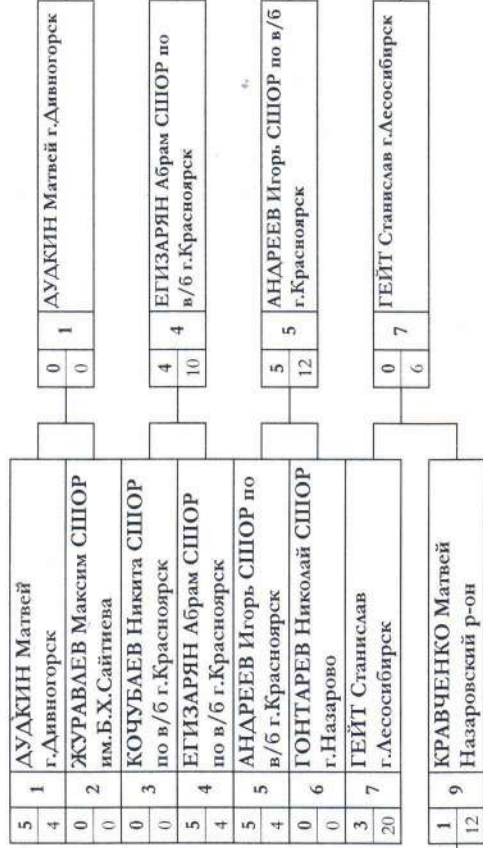 5
4
1
ДУДКИН Матвей
г.Дивногорск
0
0
2
ЖУРАВЛЕВ Максим СШОР
им.Б.Х.Сайтиева
0
0
3
КОЧУБАЕВ Никита СШОР
по в/б г.Красноярск
5
4
4
ЕГИЗАРЯН Абрам СШОР
по в/б г.Красноярск
5
4
5
АНДРЕЕВ Игорь СШОР по
в/б г.Красноярск
0
0
6
ГОНТАРЕВ Николай СШОР
г.Назарово
3
20
7
ГЕЙТ Станислав
г.Лесосибирск
1
12
9
КРАВЧЕНКО Матвей
Назаровский р-он
0
0
1
ДУДКИН Матвей г.Дивногорск
4
10
4
ЕГИЗАРЯН Абрам СШОР по
в/б г.Красноярск
5
12
5
АНДРЕЕВ Игорь СШОР по в/б
г.Красноярск
0
6
7
ГЕЙТ Станислав г.Лесосибирск